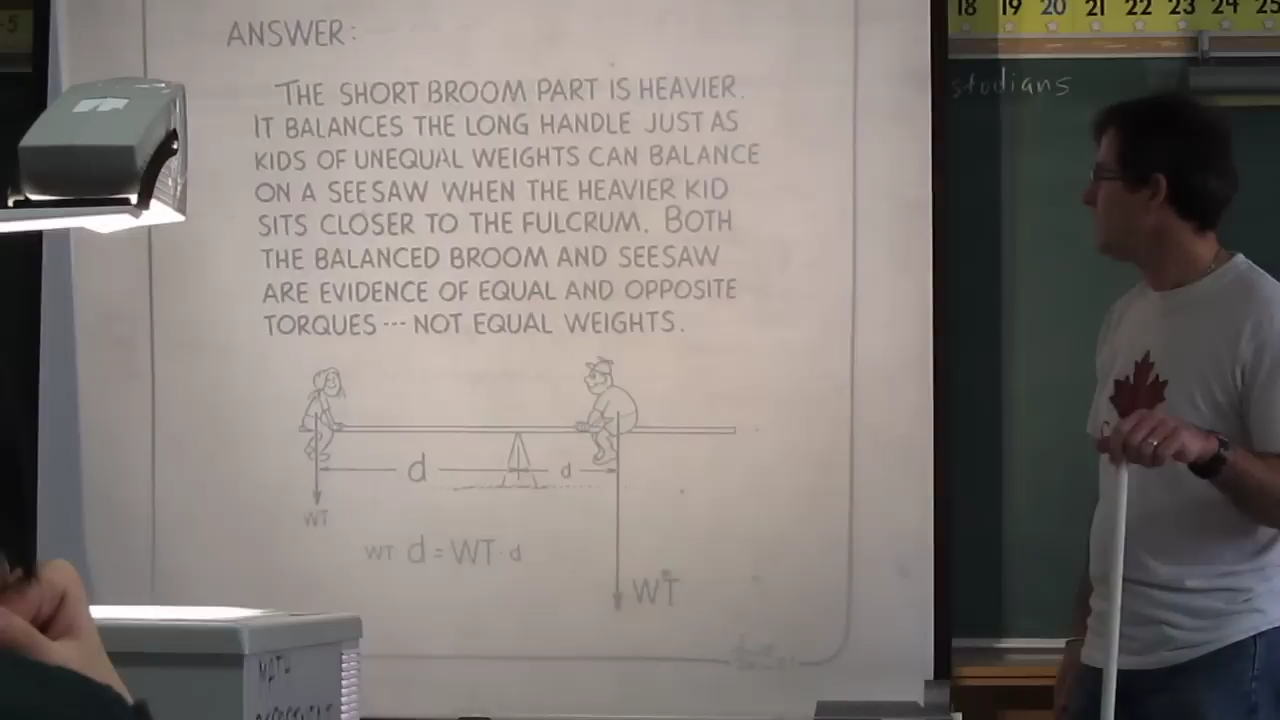 -5
18 19 20 21 22 23 24 25
ANSWER:
studians
THE SHORT BROOM PART IS HEAVIER.
IT BALANCES THE LONG HANDLE JUST AS
KIDS OF UNEQUAL WEIGHTS CAN BALANCE
ON A SEESAW WHEN THE HEAVIER KID
SITS CLOSER TO THE FULCRUM. BOTH
THE BALANCED BROOM AND SEESAW
ARE EVIDENCE OF EQUAL AND OPPOSITE
TORQUES --- NOT EQUAL WEIGHTS.
d d
WT
WT d = WT · d
WT
MATH